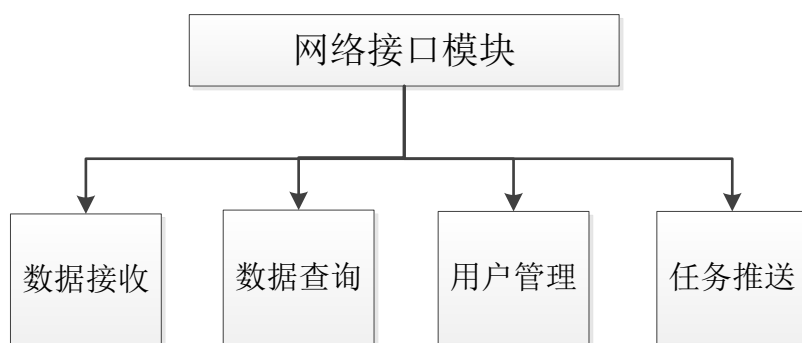 网络接口模块
数据接收
数据查询
用户管理
任务推送